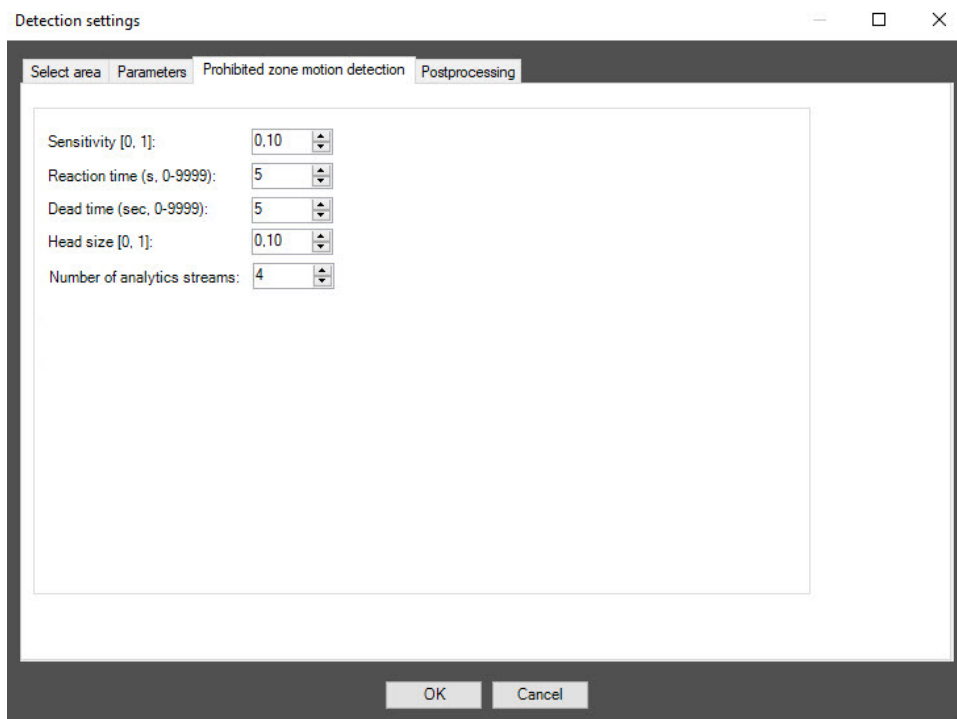 Detection settings
Select area Parameters Prohibited zone motion detection Postprocessing
Sensitivity [0, 1]: 0,10
Reaction time (s, 0-9999): 5
Dead time (sec, 0-9999): 5
Head size [0, 1]: 0,10
Number of analytics streams: 4
OK Cancel